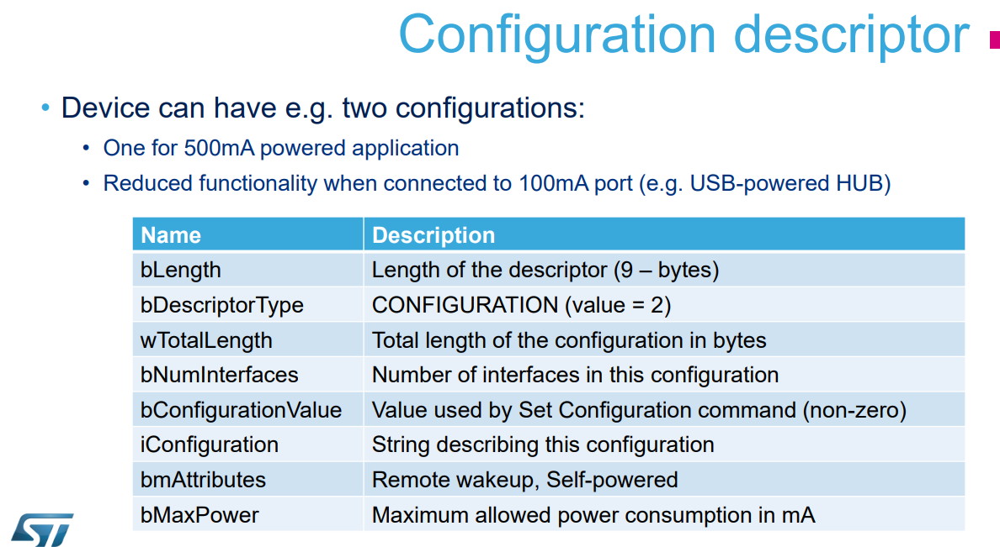 Configuration descriptor
• Device can have e.g. two configurations:
• One for 500mA powered application
• Reduced functionality when connected to 100mA port (e.g. USB-powered HUB)
Name Description
bLength Length of the descriptor (9 – bytes)
bDescriptorType CONFIGURATION (value = 2)
wTotalLength Total length of the configuration in bytes
bNumInterfaces Number of interfaces in this configuration
bConfigurationValue Value used by Set Configuration command (non-zero)
iConfiguration String describing this configuration
bmAttributes Remote wakeup, Self-powered
bMaxPower Maximum allowed power consumption in mA
ST